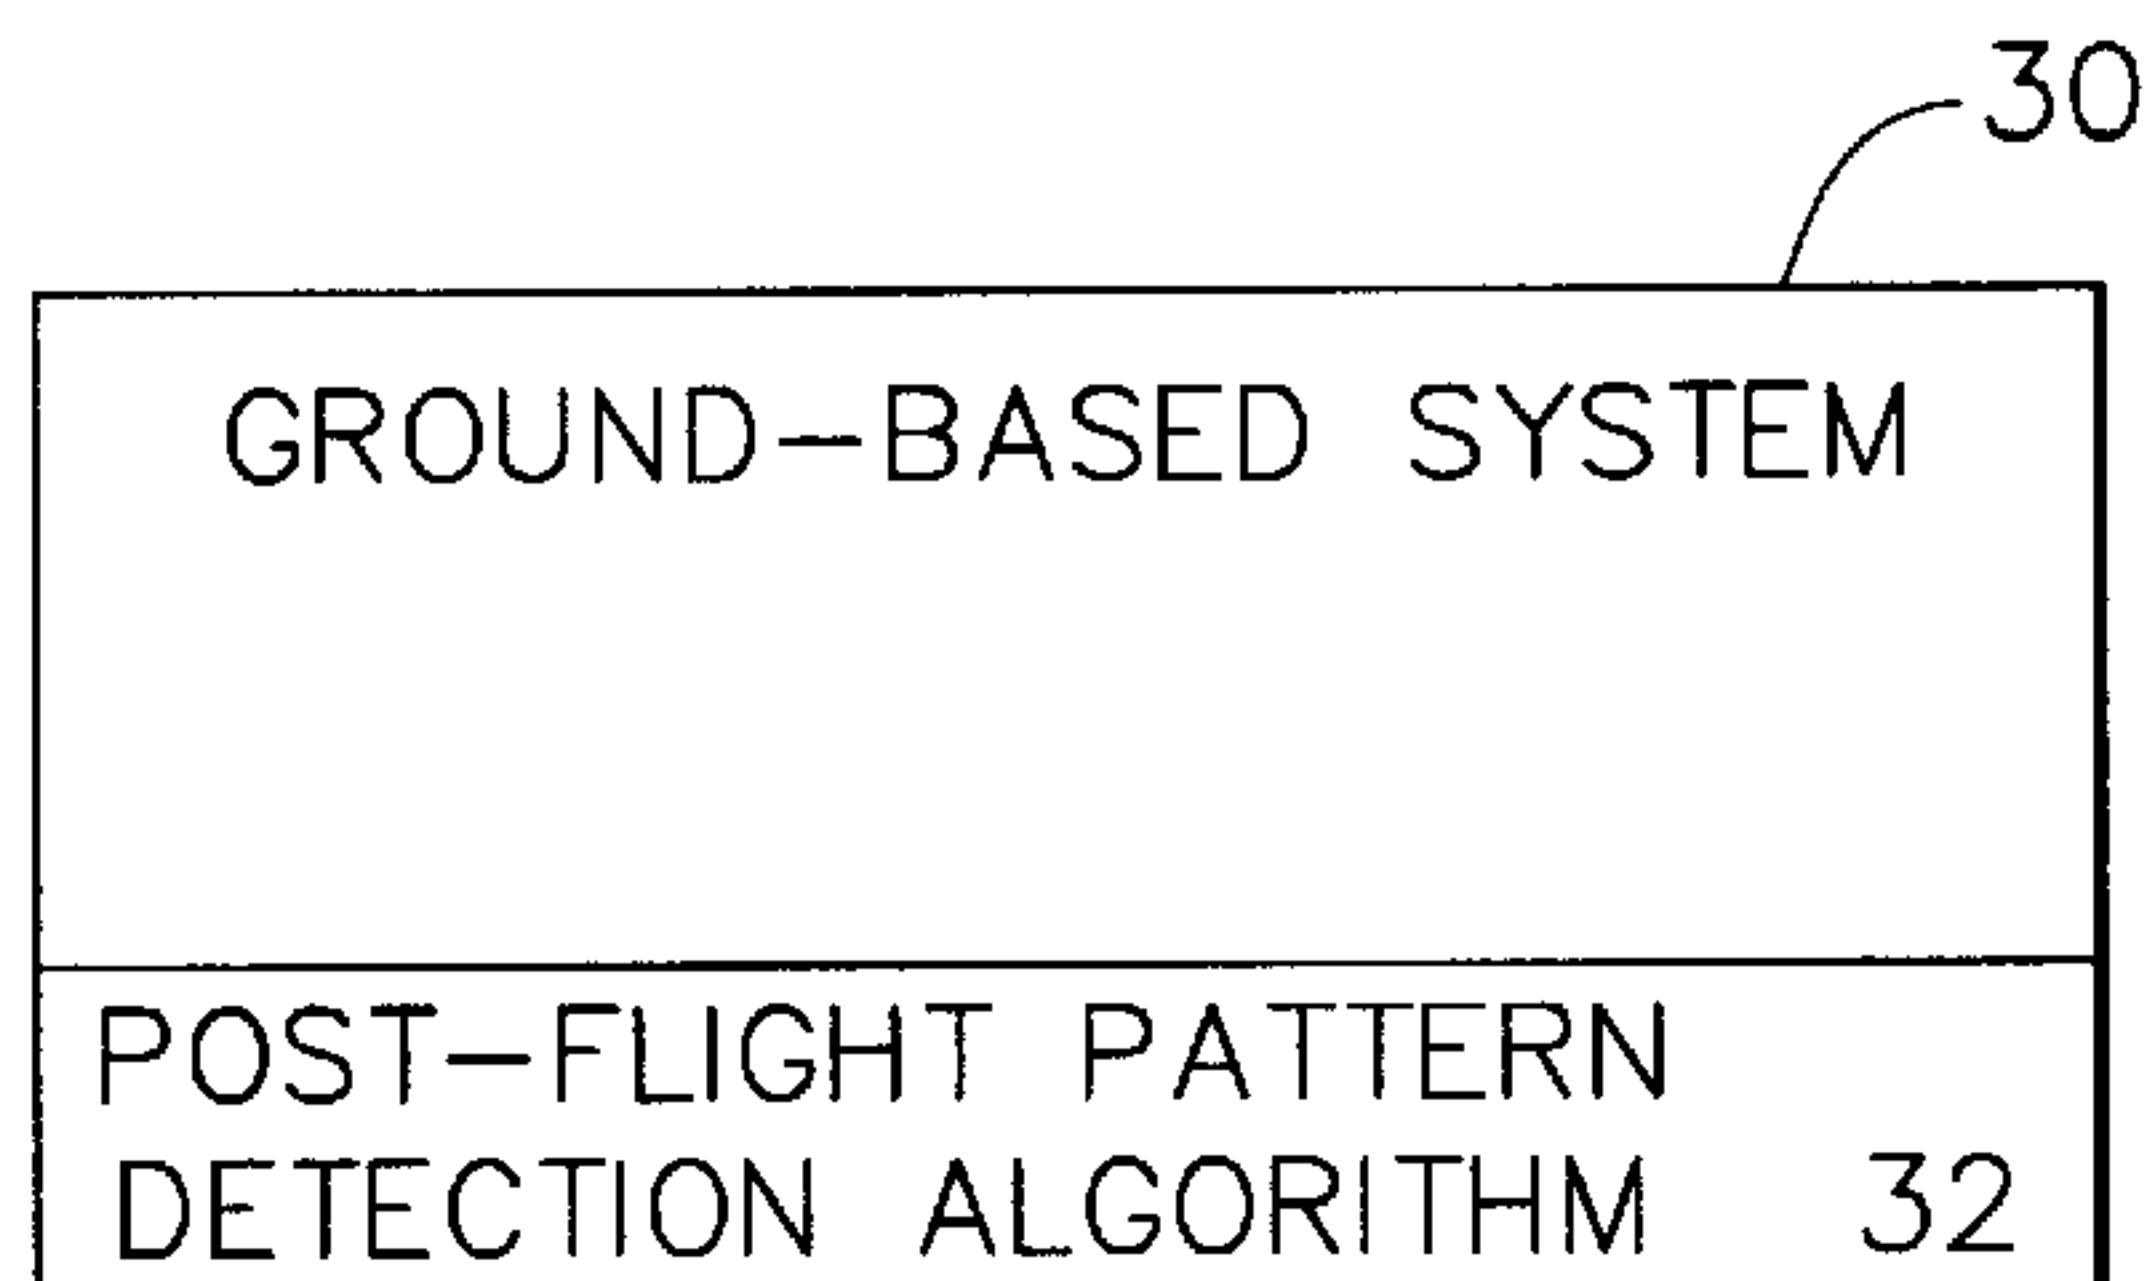 30
GROUND-BASED SYSTEM
POST-FLIGHT PATTERN
DETECTION ALGORITHM 32